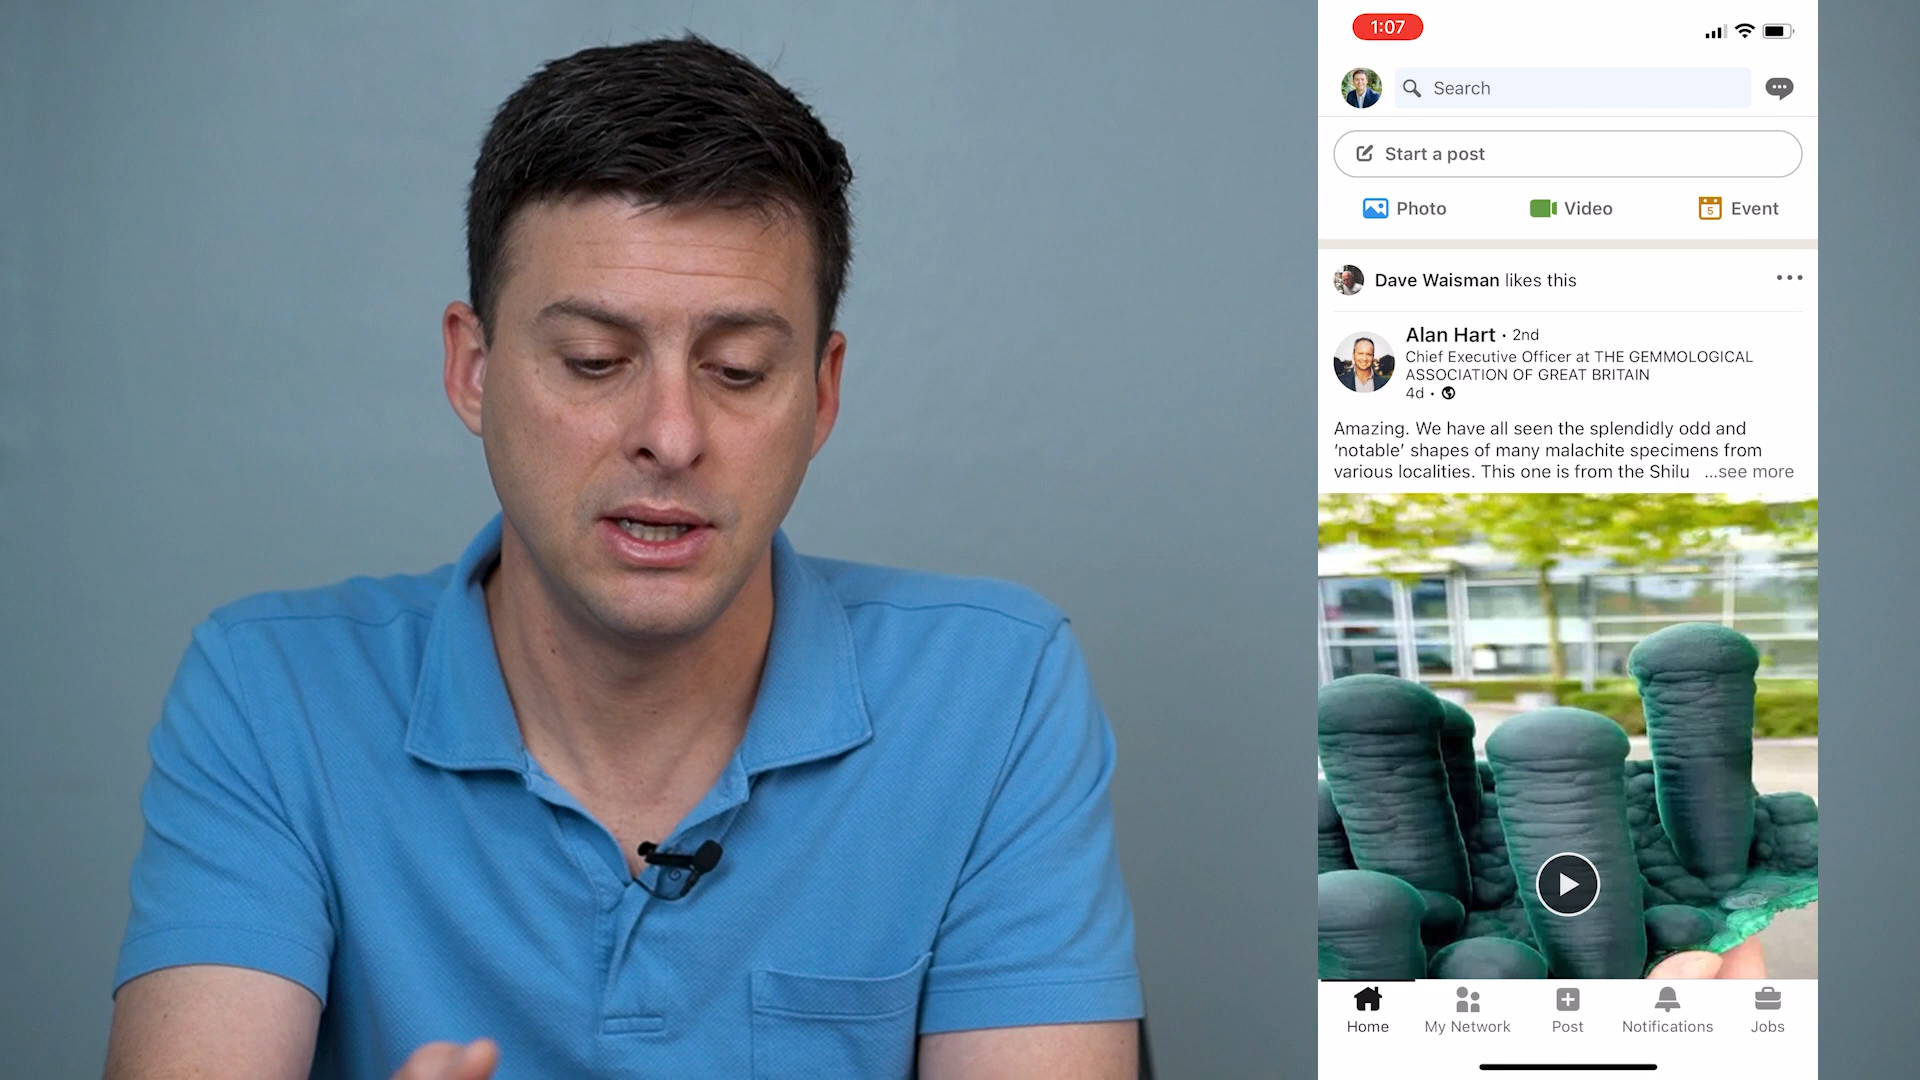 1:07
Search
Start a post
Photo
Video
Event
5
Dave Waisman likes this
Alan Hart · 2nd
Chief Executive Officer at THE GEMMOLOGICAL
ASSOCIATION OF GREAT BRITAIN
4d ·
Amazing. We have all seen the splendidly odd and
‘notable’ shapes of many malachite specimens from
various localities. This one is from the Shilu ...see more
Home
My Network
Post
Notifications
Jobs